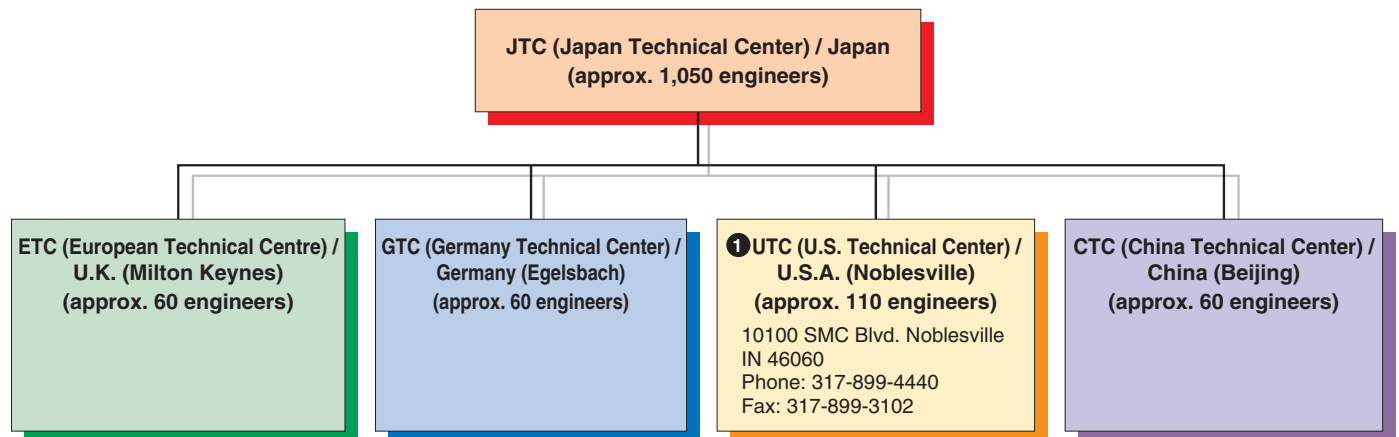 JTC (Japan Technical Center) / Japan
(approx. 1,050 engineers)
ETC (European Technical Centre) /
U.K. (Milton Keynes)
(approx. 60 engineers)
GTC (Germany Technical Center) /
Germany (Egelsbach)
(approx. 60 engineers)
❶UTC (U.S. Technical Center) /
U.S.A. (Noblesville)
(approx. 110 engineers)
10100 SMC Blvd. Noblesville
IN 46060
Phone: 317-899-4440
Fax: 317-899-3102
CTC (China Technical Center) /
China (Beijing)
(approx. 60 engineers)